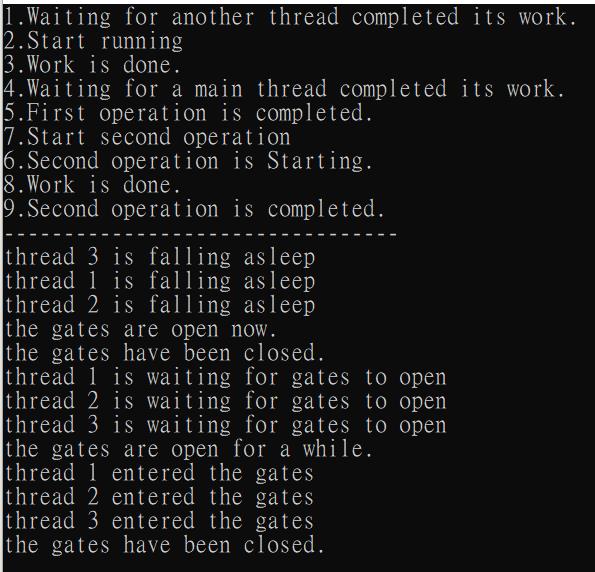 1.Waiting for another thread completed its work.
2.Start running
3.Work is done.
4.Waiting for a main thread completed its work.
5.First operation is completed.
7.Start second operation
6.Second operation is Starting.
8.Work is done.
9.Second operation is completed.
---------------------------------
thread 3 is falling asleep
thread 1 is falling asleep
thread 2 is falling asleep
the gates are open now.
the gates have been closed.
thread 1 is waiting for gates to open
thread 2 is waiting for gates to open
thread 3 is waiting for gates to open
the gates are open for a while.
thread 1 entered the gates
thread 2 entered the gates
thread 3 entered the gates
the gates have been closed.